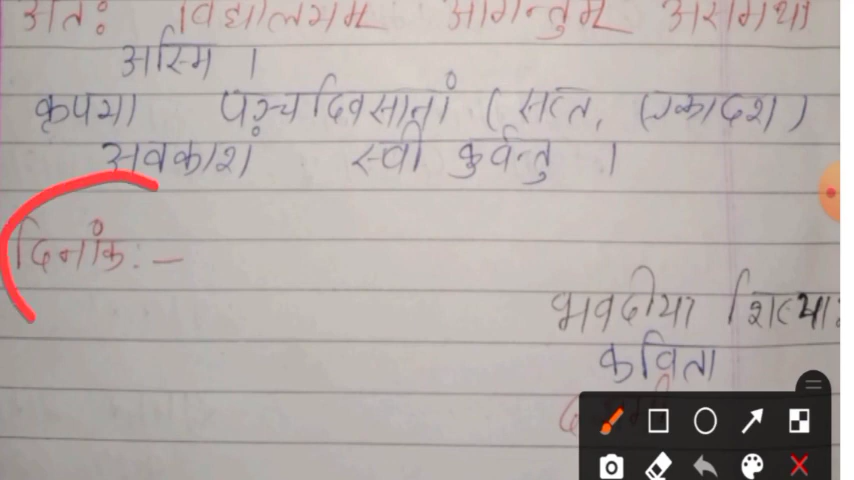 अतः विद्यालयम् आगन्तुम् असमर्था
अस्मि ।
कृपया पञ्चदिवसानां (सप्त, एकादश)
अवकाशं स्वी कुर्वन्तु ।
दिनांक:-
भवदीया शिष्या
कविता